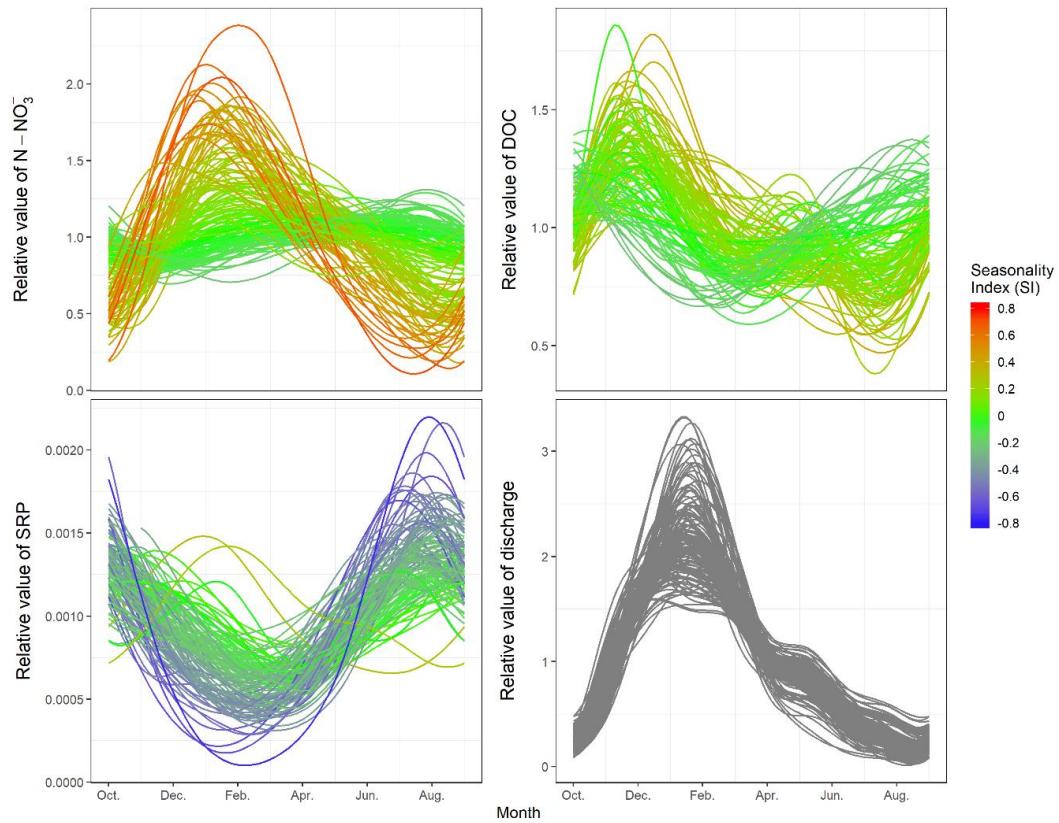 Relative value of N − NO₃⁻
2.0
1.5
1.0
0.5
0.0
Relative value of DOC
1.5
1.0
0.5
Relative value of SRP
0.0020
0.0015
0.0010
0.0005
0.0000
Oct. Dec. Feb. Apr. Jun. Aug.
Relative value of discharge
3
2
1
0
Oct. Dec. Feb. Apr. Jun. Aug.
Month
Seasonality
Index (SI)
0.8
0.6
0.4
0.2
0
-0.2
-0.4
-0.6
-0.8